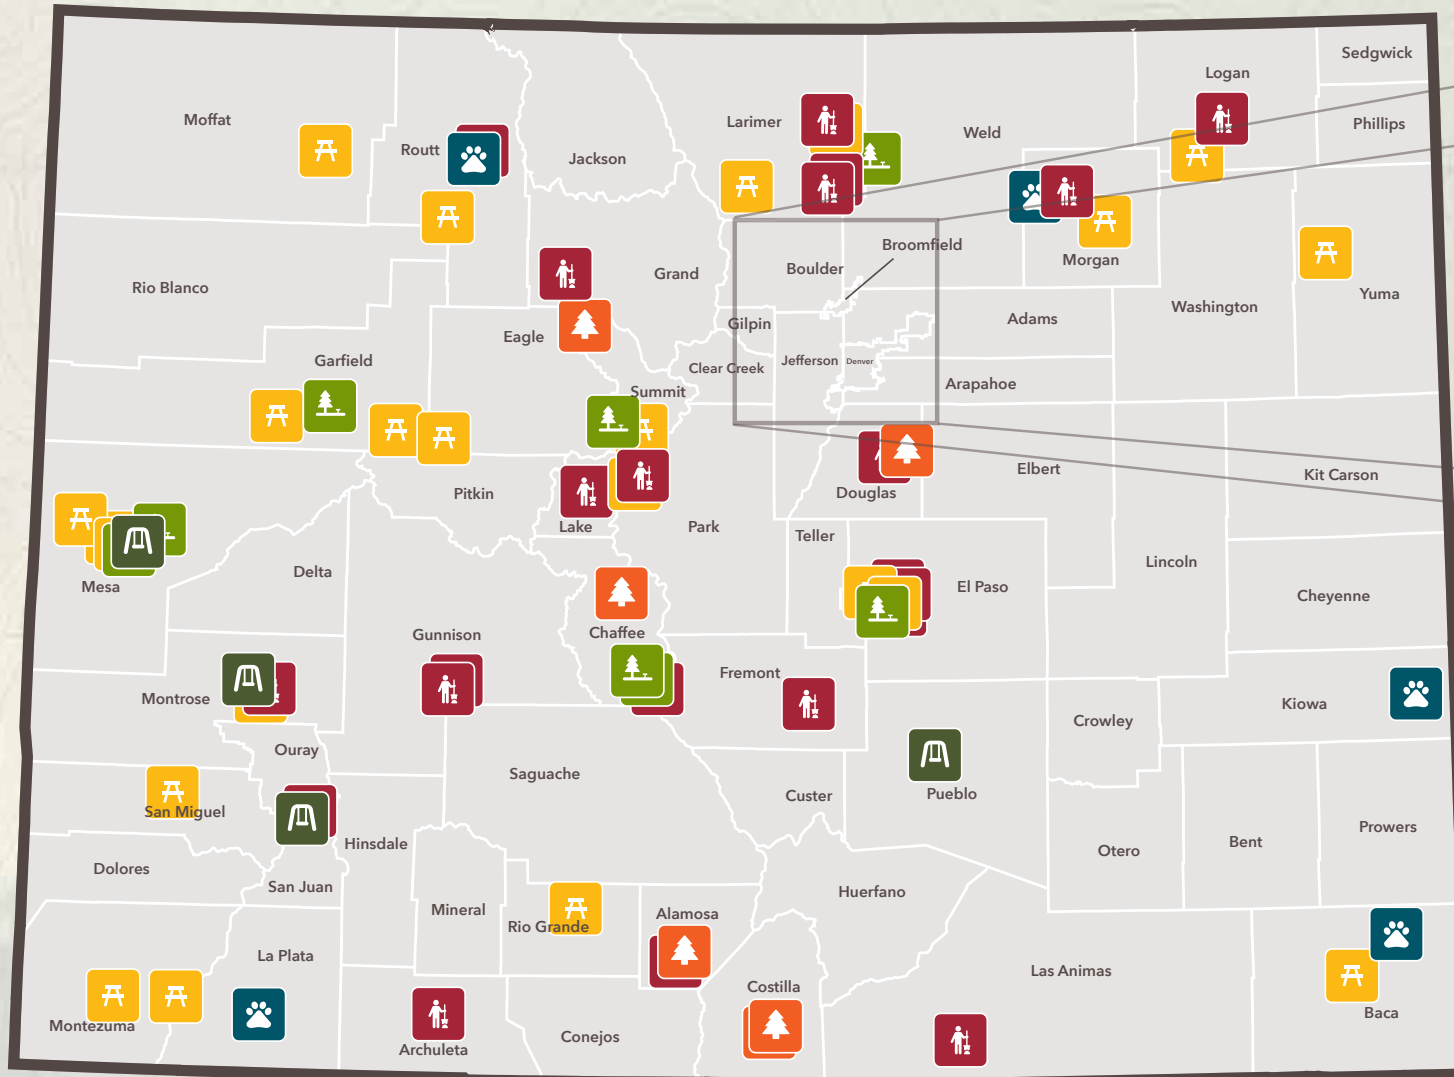 Sedgwick
Logan
Moffat
Larimer
Phillips
Weld
Routt
Jackson
Broomfield
Morgan
Boulder
Grand
Rio Blanco
Yuma
Washington
Adams
Gilpin
Eagle
Garfield
Jefferson
Denver
Clear Creek
Arapahoe
Summit
Elbert
Kit Carson
Pitkin
Douglas
Lake
Park
Teller
Lincoln
Delta
Mesa
El Paso
Cheyenne
Chaffee
Gunnison
Fremont
Montrose
Kiowa
Crowley
Ouray
Saguache
Pueblo
Custer
San Miguel
Prowers
Hinsdale
Bent
Otero
Dolores
San Juan
Huerfano
Mineral
Alamosa
Rio Grande
La Plata
Las Animas
Costilla
Baca
Montezuma
Conejos
Archuleta